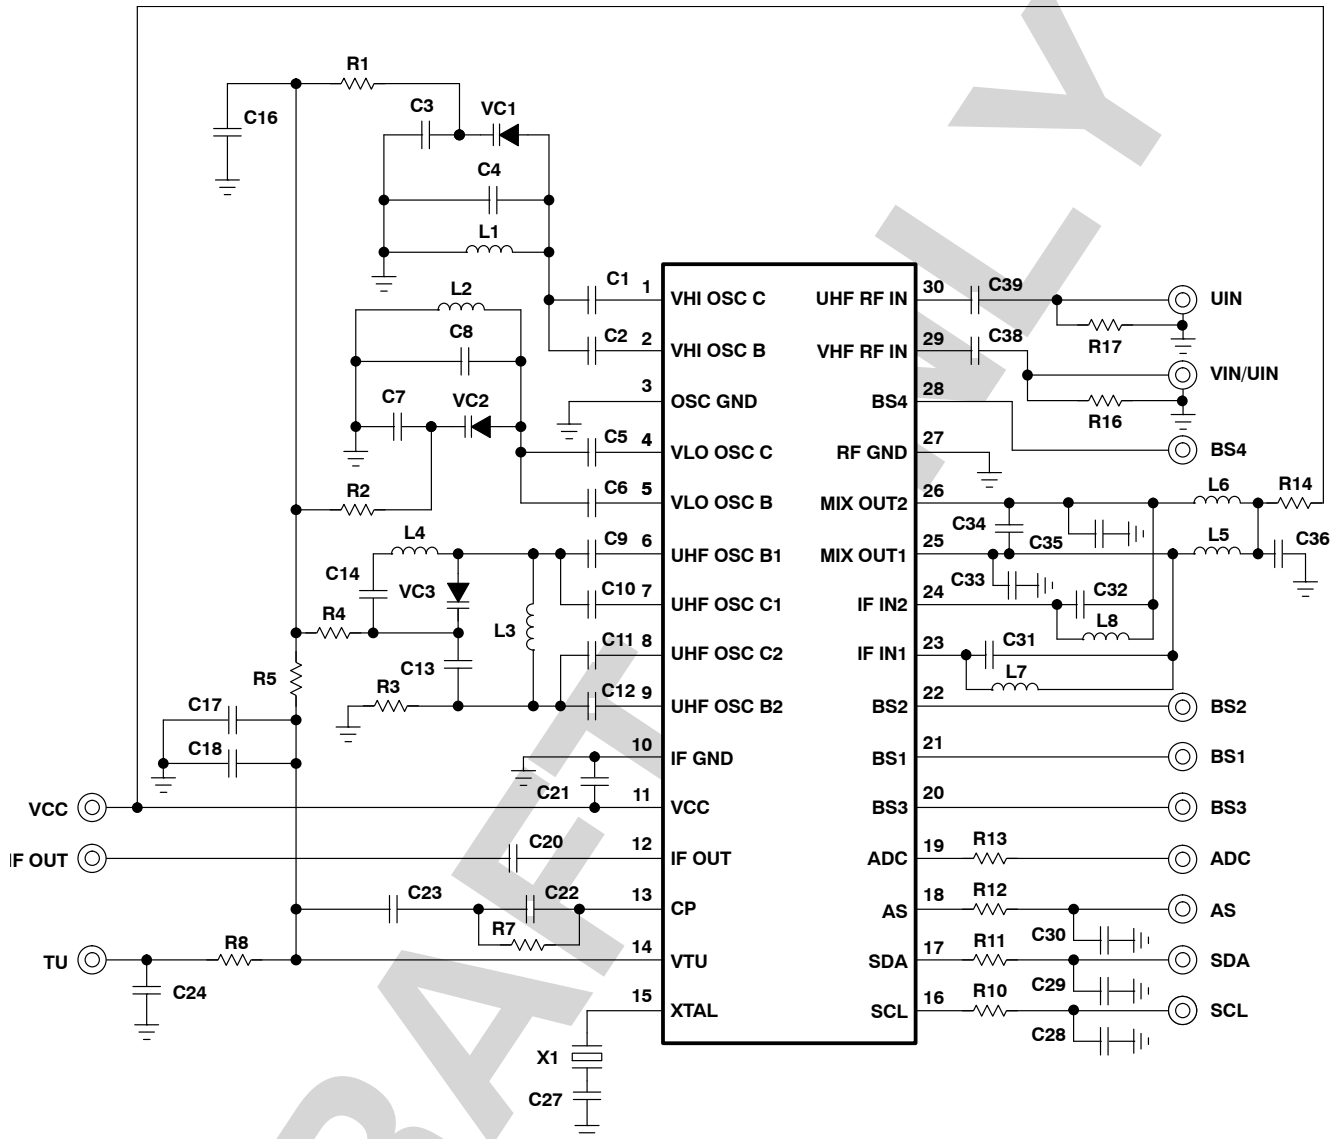 R1
C16
C3
VC1
C4
L1
C1
1
VHI OSC C
UHF RF IN
30
C39
UIN
L2
C8
C2
2
VHI OSC B
VHF RF IN
29
C38
R17
VIN/UIN
3
OSC GND
BS4
28
R16
C7
VC2
C5
4
VLO OSC C
RF GND
27
BS4
R2
C6
5
VLO OSC B
MIX OUT2
26
L6
R14
C34
C35
L4
C9
6
UHF OSC B1
MIX OUT1
25
L5
C36
C14
VC3
C33
C10
7
UHF OSC C1
IF IN2
24
C32
R4
L3
L8
C11
8
UHF OSC C2
IF IN1
23
C31
R5
C13
L7
R3
C12
9
UHF OSC B2
BS2
22
BS2
C17
C18
10
IF GND
BS1
21
BS1
C21
VCC
11
VCC
BS3
20
BS3
IF OUT
C20
12
IF OUT
ADC
19
R13
ADC
C23
C22
13
CP
AS
18
R12
AS
R7
C30
TU
R8
14
VTU
SDA
17
R11
SDA
C24
C29
15
XTAL
SCL
16
R10
SCL
X1
C28
C27